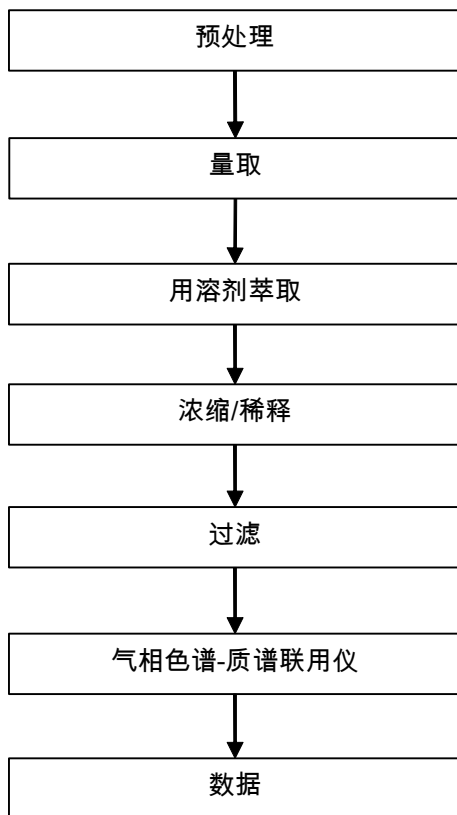 预处理
量取
用溶剂萃取
浓缩/稀释
过滤
气相色谱-质谱联用仪
数据